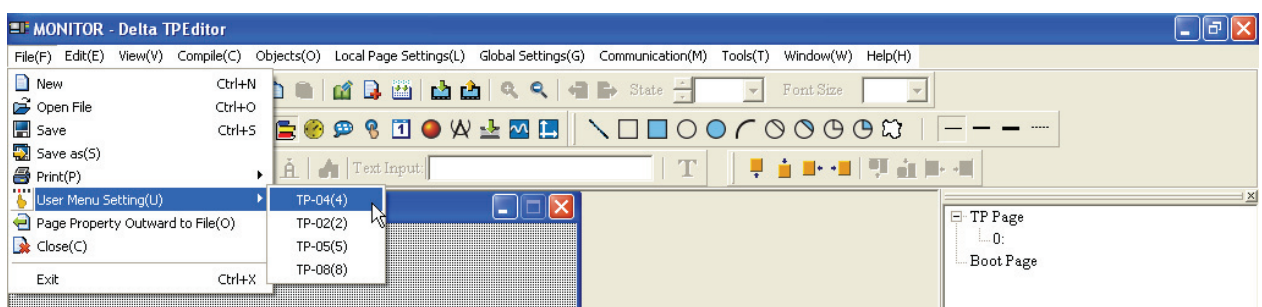 MONITOR - Delta TPEditor
File(F) Edit(E) View(V) Compile(C) Objects(O) Local Page Settings(L) Global Settings(G) Communication(M) Tools(T) Window(W) Help(H)
New Ctrl+N
Open File Ctrl+O
Save Ctrl+S
Save as(S)
Print(P)
User Menu Setting(U)
Page Property Outward to File(O)
Close(C)
Exit Ctrl+X
TP-04(4)
TP-02(2)
TP-05(5)
TP-08(8)
State Font Size
1
A Text Input: T
TP Page
0:
Boot Page